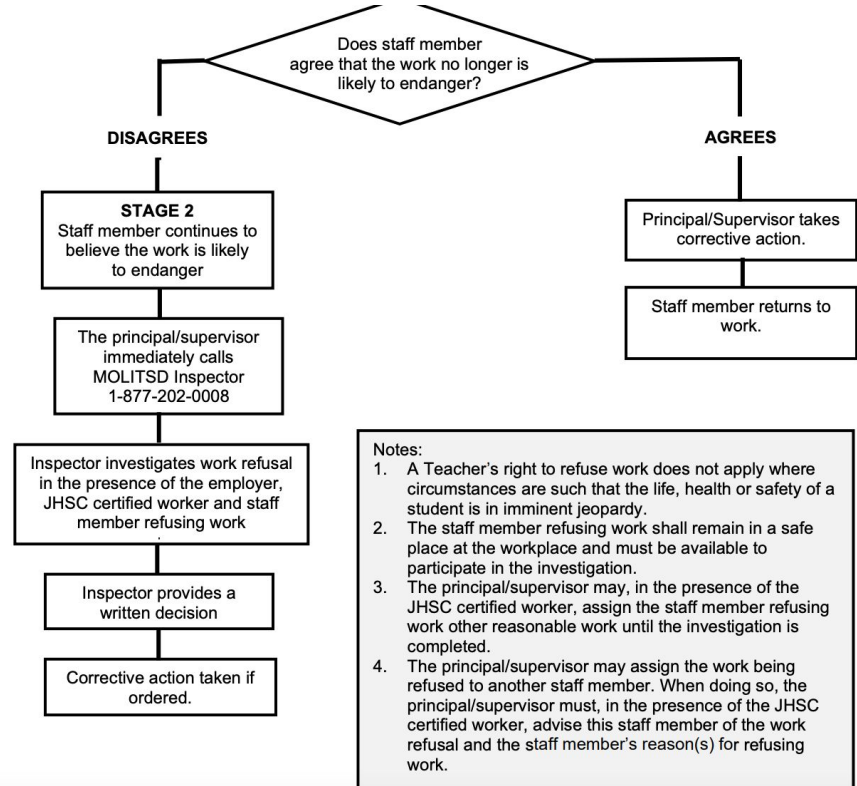 Does staff member
agree that the work no longer is
likely to endanger?
DISAGREES
AGREES
STAGE 2
Staff member continues to
believe the work is likely
to endanger
The principal/supervisor
immediately calls
MOLITSD Inspector
1-877-202-0008
Inspector investigates work refusal
in the presence of the employer,
JHSC certified worker and staff
member refusing work
.
Inspector provides a
written decision
Corrective action taken if
ordered.
Principal/Supervisor takes
corrective action.
Staff member returns to
work.
Notes:
1. A Teacher's right to refuse work does not apply where
circumstances are such that the life, health or safety of a
student is in imminent jeopardy.
2. The staff member refusing work shall remain in a safe
place at the workplace and must be available to
participate in the investigation.
3. The principal/supervisor may, in the presence of the
JHSC certified worker, assign the staff member refusing
work other reasonable work until the investigation is
completed.
4. The principal/supervisor may assign the work being
refused to another staff member. When doing so, the
principal/supervisor must, in the presence of the JHSC
certified worker, advise this staff member of the work
refusal and the staff member's reason(s) for refusing
work.